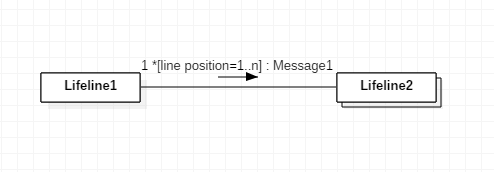 1 *[line position=1..n] : Message1
Lifeline1
Lifeline2